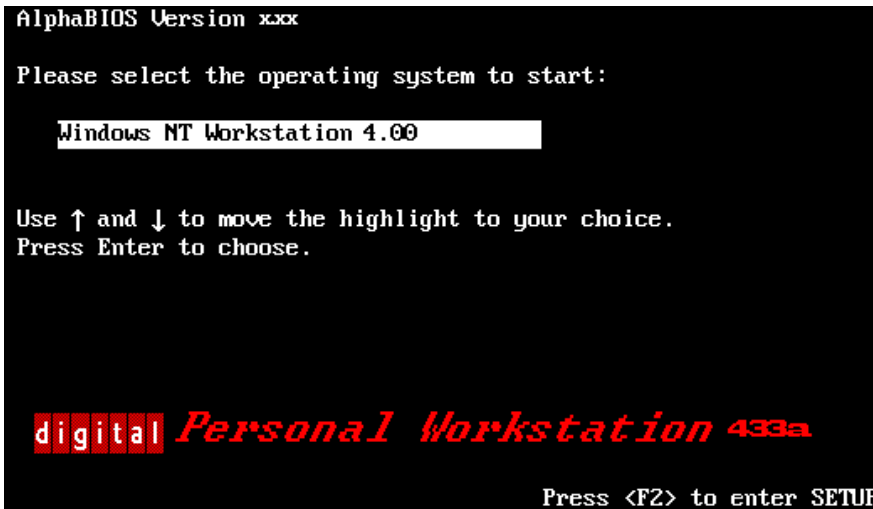 AlphaBIOS Version x.xx
Please select the operating system to start:
Windows NT Workstation 4.00
Use ↑ and ↓ to move the highlight to your choice.
Press Enter to choose.
digital Personal Workstation 433a
Press <F2> to enter SETUP